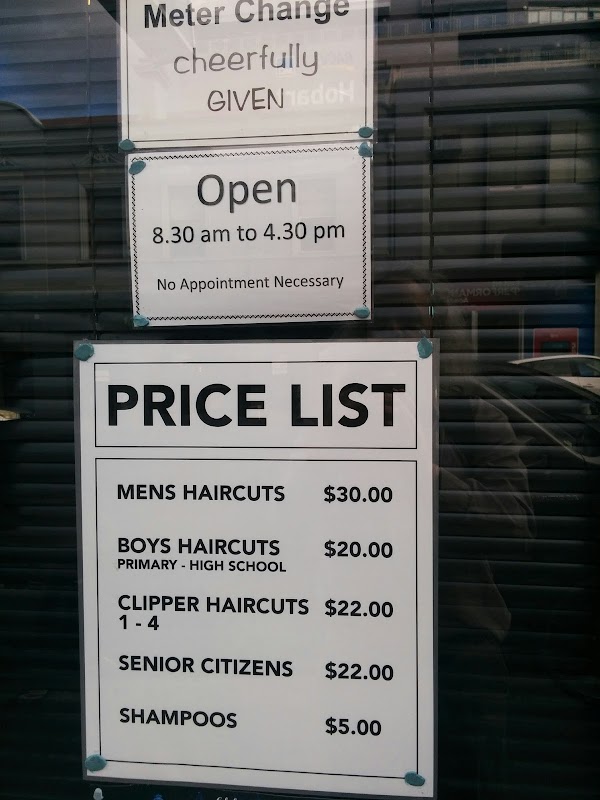 Meter Change
cheerfully
GIVEN
Open
8.30 am to 4.30 pm
No Appointment Necessary
PRICE LIST
MENS HAIRCUTS $30.00
BOYS HAIRCUTS $20.00
PRIMARY - HIGH SCHOOL
CLIPPER HAIRCUTS $22.00
1 - 4
SENIOR CITIZENS $22.00
SHAMPOOS $5.00